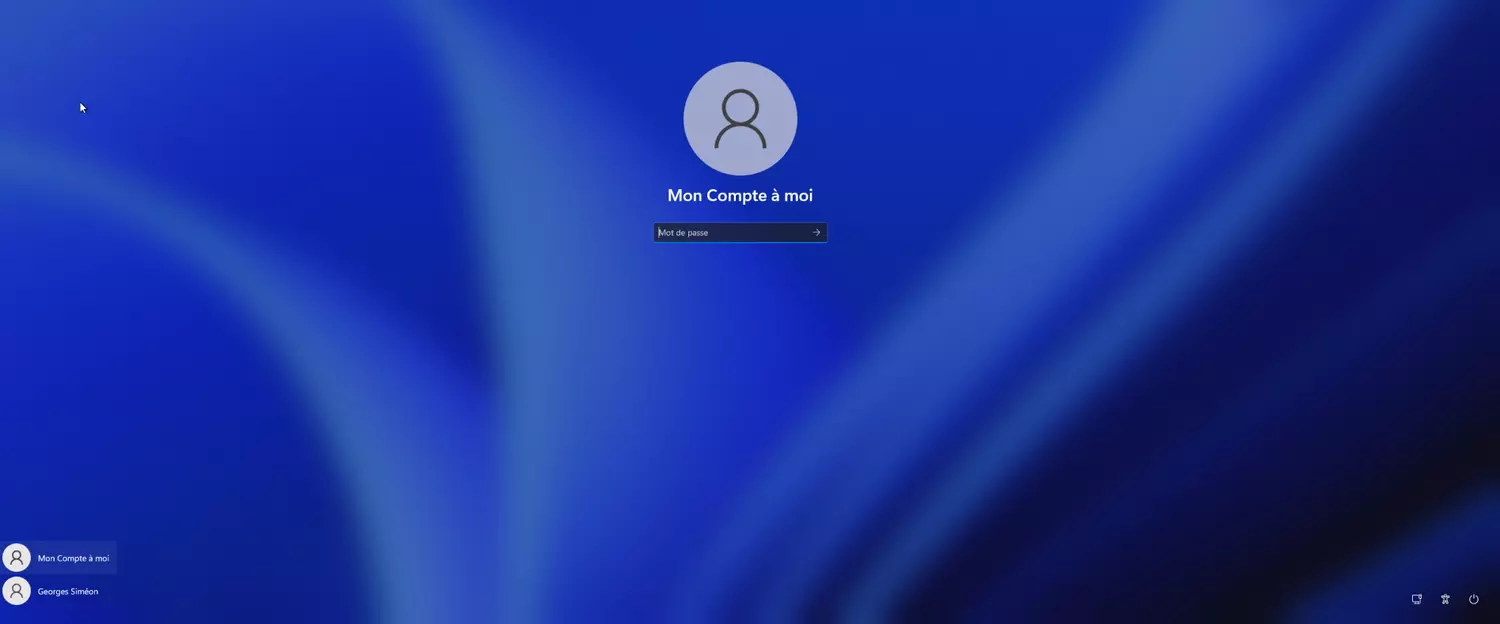 Mon Compte à moi
Mot de passe
Mon Compte à moi
Georges Siméon